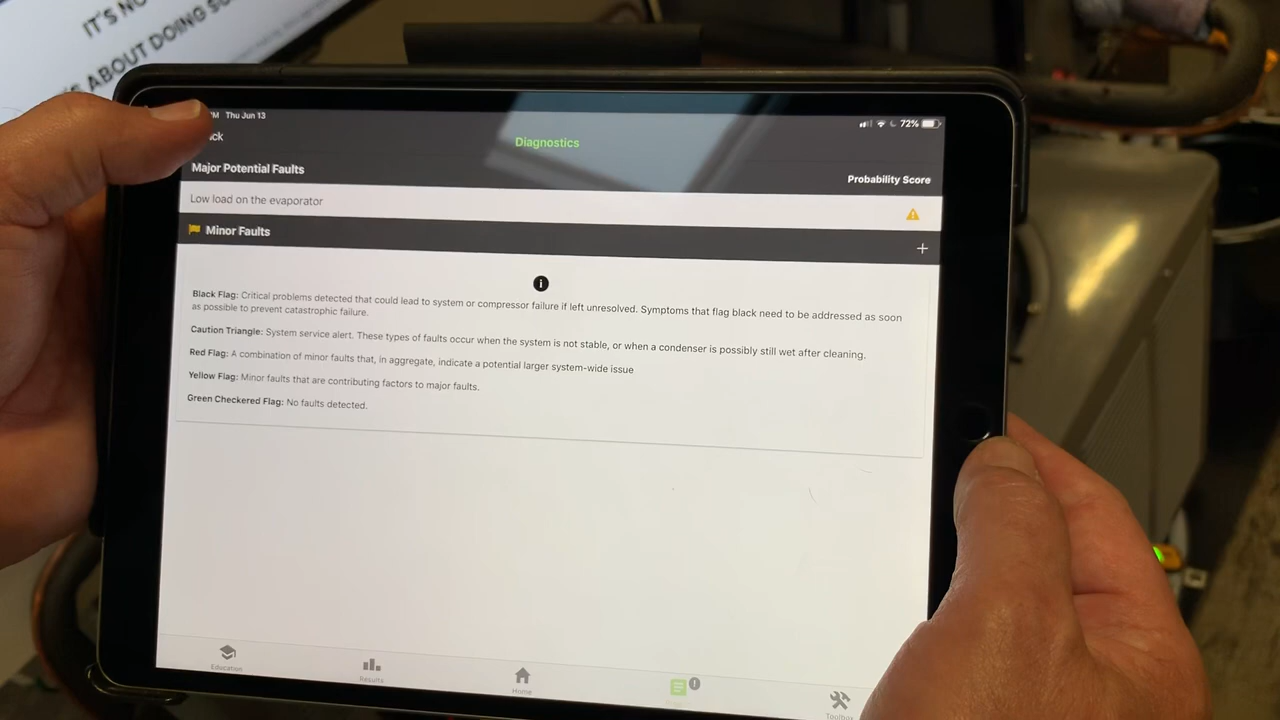 IT'S NO
ABOUT DOING
M Thu Jun 13
72%
ck
Diagnostics
Major Potential Faults
Probability Score
Low load on the evaporator
Minor Faults
+
i
Black Flag: Critical problems detected that could lead to system or compressor failure if left unresolved. Symptoms that flag black need to be addressed as soon
as possible to prevent catastrophic failure.
Caution Triangle: System service alert. These types of faults occur when the system is not stable, or when a condenser is possibly still wet after cleaning.
Red Flag: A combination of minor faults that, in aggregate, indicate a potential larger system-wide issue
Yellow Flag: Minor faults that are contributing factors to major faults.
Green Checkered Flag: No faults detected.
Education
Results
Home
!
Toolbox